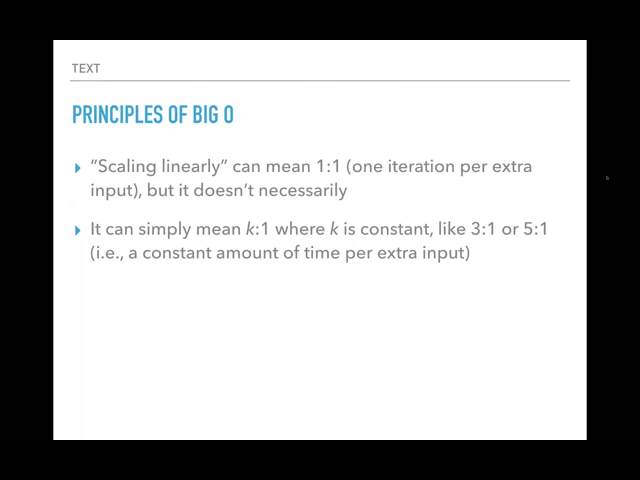 TEXT
PRINCIPLES OF BIG O
“Scaling linearly” can mean 1:1 (one iteration per extra
input), but it doesn’t necessarily
It can simply mean k:1 where k is constant, like 3:1 or 5:1
(i.e., a constant amount of time per extra input)